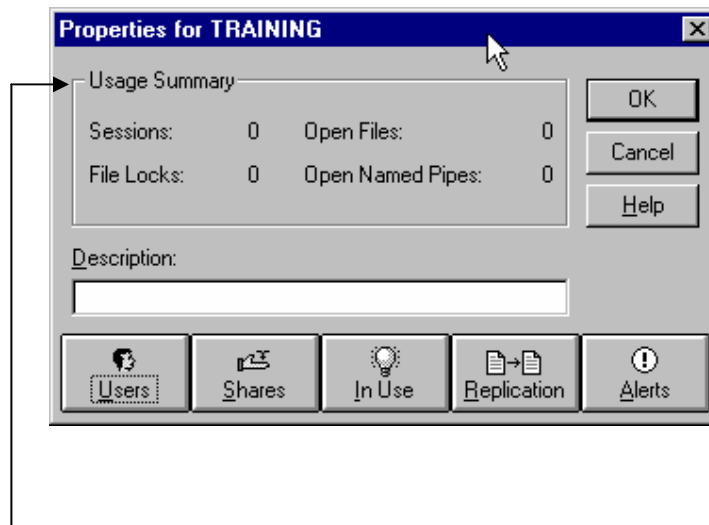 Properties for TRAINING
Usage Summary
Sessions: 0 Open Files: 0
File Locks: 0 Open Named Pipes: 0
OK
Cancel
Help
Description:
Users Shares In Use Replication Alerts